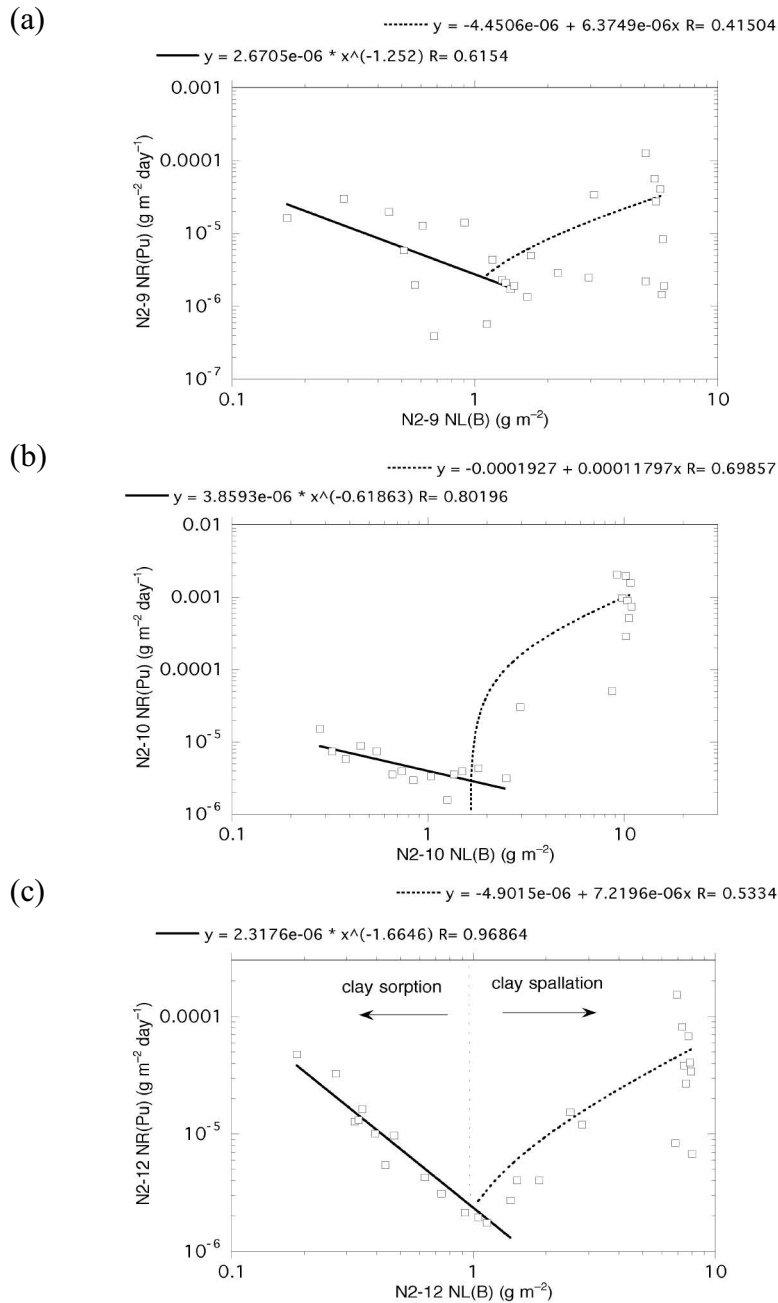 (a)
y = -4.4506e-06 + 6.3749e-06x R= 0.41504
y = 2.6705e-06 * x^(-1.252) R= 0.6154
0.001
0.0001
10⁻⁵
10⁻⁶
10⁻⁷
N2-9 NR(Pu) (g m⁻² day⁻¹)
0.1 1 10
N2-9 NL(B) (g m⁻²)
(b)
y = -0.0001927 + 0.00011797x R= 0.69857
y = 3.8593e-06 * x^(-0.61863) R= 0.80196
0.01
0.001
0.0001
10⁻⁵
10⁻⁶
N2-10 NR(Pu) (g m⁻² day⁻¹)
0.1 1 10
N2-10 NL(B) (g m⁻²)
(c)
y = -4.9015e-06 + 7.2196e-06x R= 0.5334
y = 2.3176e-06 * x^(-1.6646) R= 0.96864
clay sorption clay spallation
0.0001
10⁻⁵
10⁻⁶
N2-12 NR(Pu) (g m⁻² day⁻¹)
0.1 1 10
N2-12 NL(B) (g m⁻²)